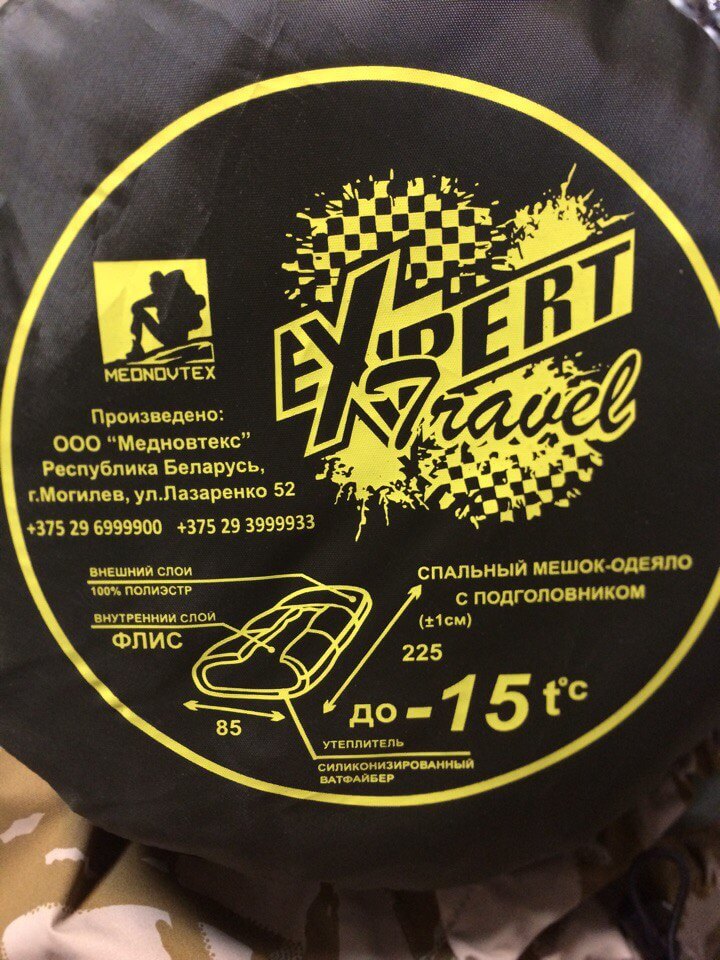 EXPERT
Travel
MEDNOVTEX
Произведено:
ООО “Медновтекс”
Республика Беларусь,
г.Могилев, ул.Лазаренко 52
+375 29 6999900 +375 29 3999933
ВНЕШНИЙ СЛОИ
100% ПОЛИЭСТР
ВНУТРЕННИЙ СЛОЙ
ФЛИС
СПАЛЬНЫЙ МЕШОК-ОДЕЯЛО
С ПОДГОЛОВНИКОМ
(±1см)
225
85
до -15 t°c
УТЕПЛИТЕЛЬ
СИЛИКОНИЗИРОВАННЫЙ
ВАТФАЙБЕР